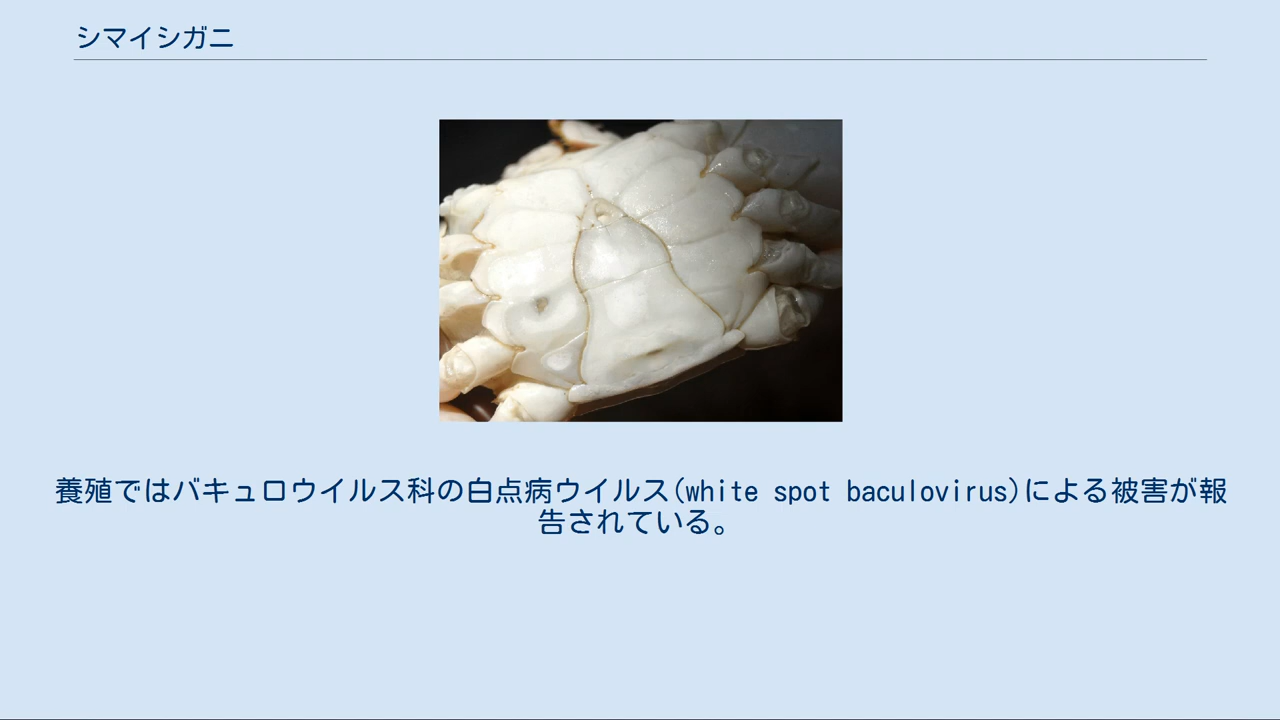 シマイシガニ
養殖ではバキュロウイルス科の白点病ウイルス(white spot baculovirus)による被害が報
告されている。